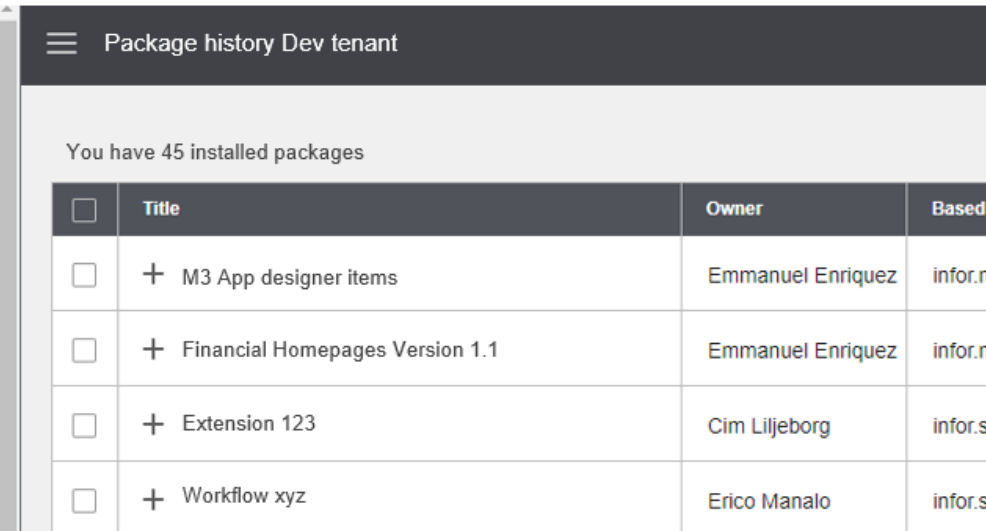 Package history Dev tenant
You have 45 installed packages
Title Owner Based
M3 App designer items Emmanuel Enriquez
Financial Homepages Version 1.1 Emmanuel Enriquez
Extension 123 Cim Liljeborg
Workflow xyz Erico Manalo